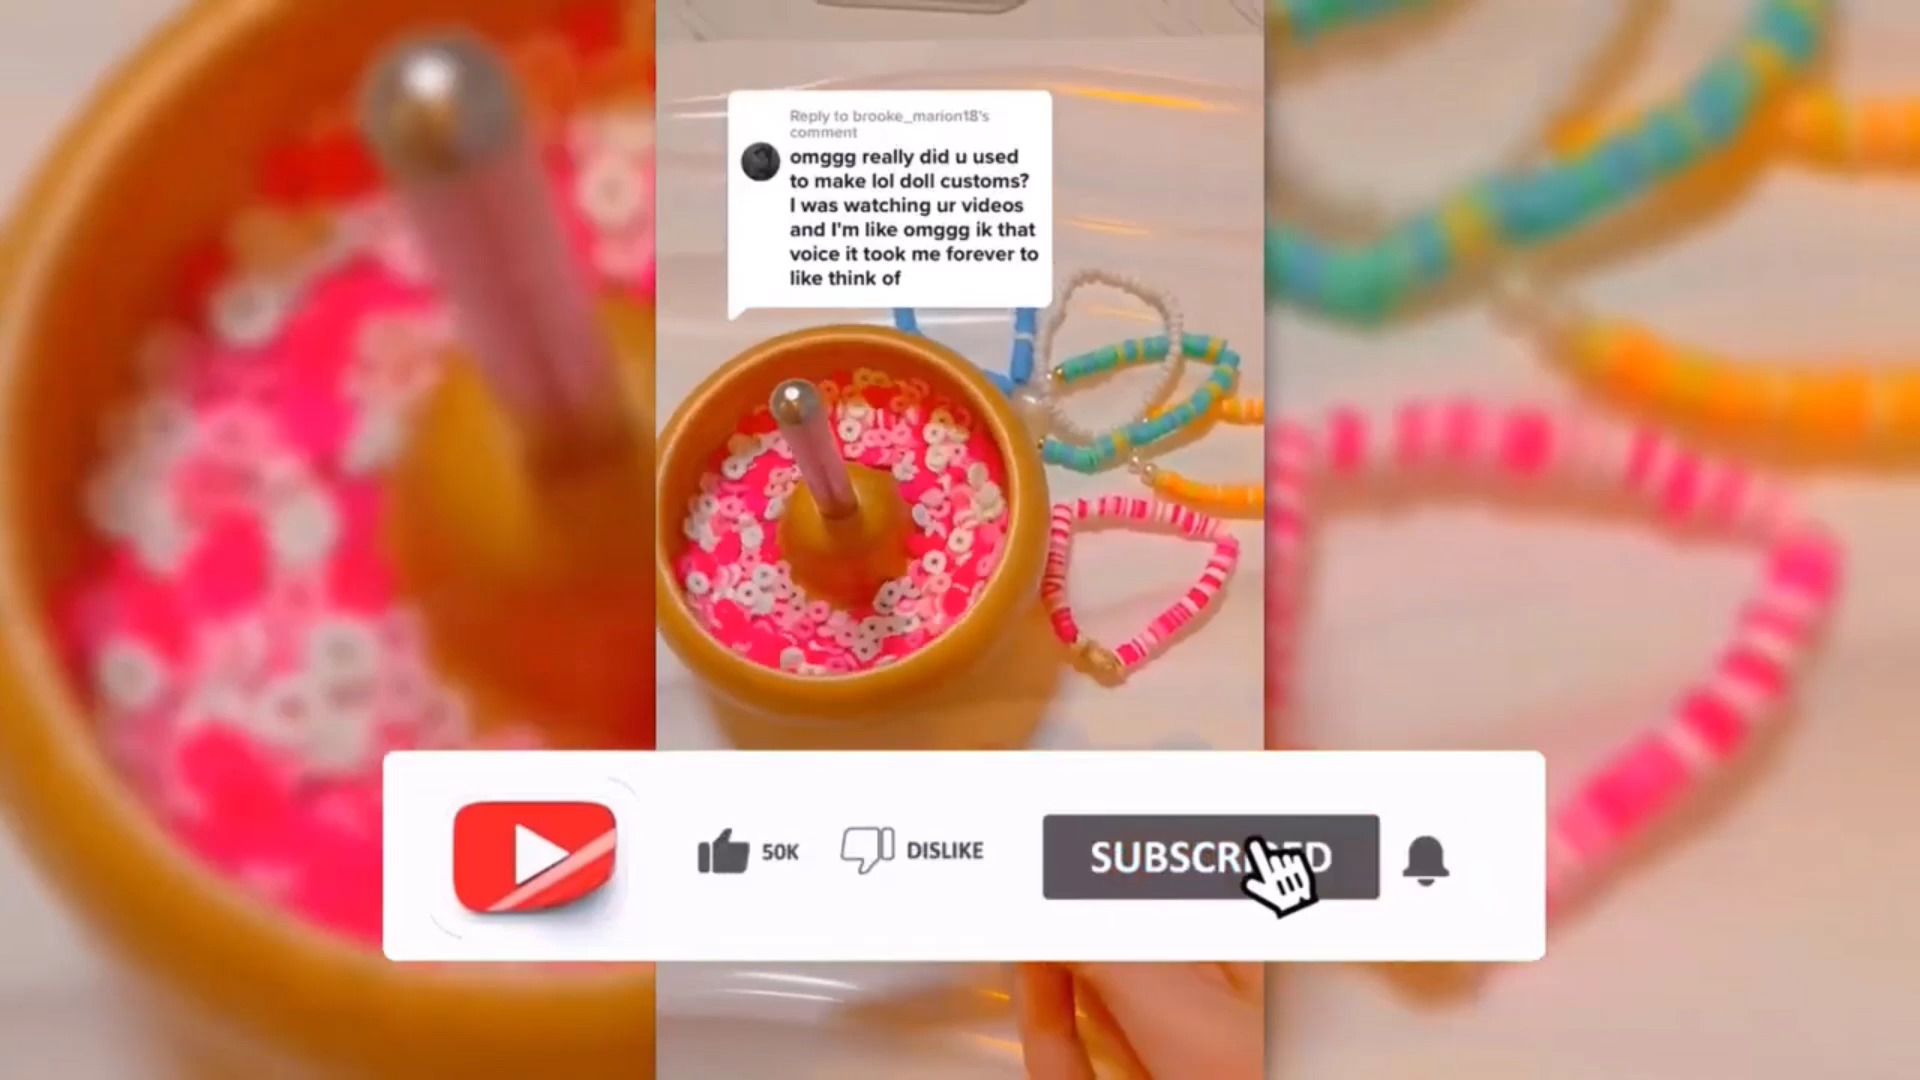 Reply to brooke_marion18's
comment
omggg really did u used
to make lol doll customs?
I was watching ur videos
and I'm like omggg ik that
voice it took me forever to
like think of
50K
DISLIKE
SUBSCRIBED